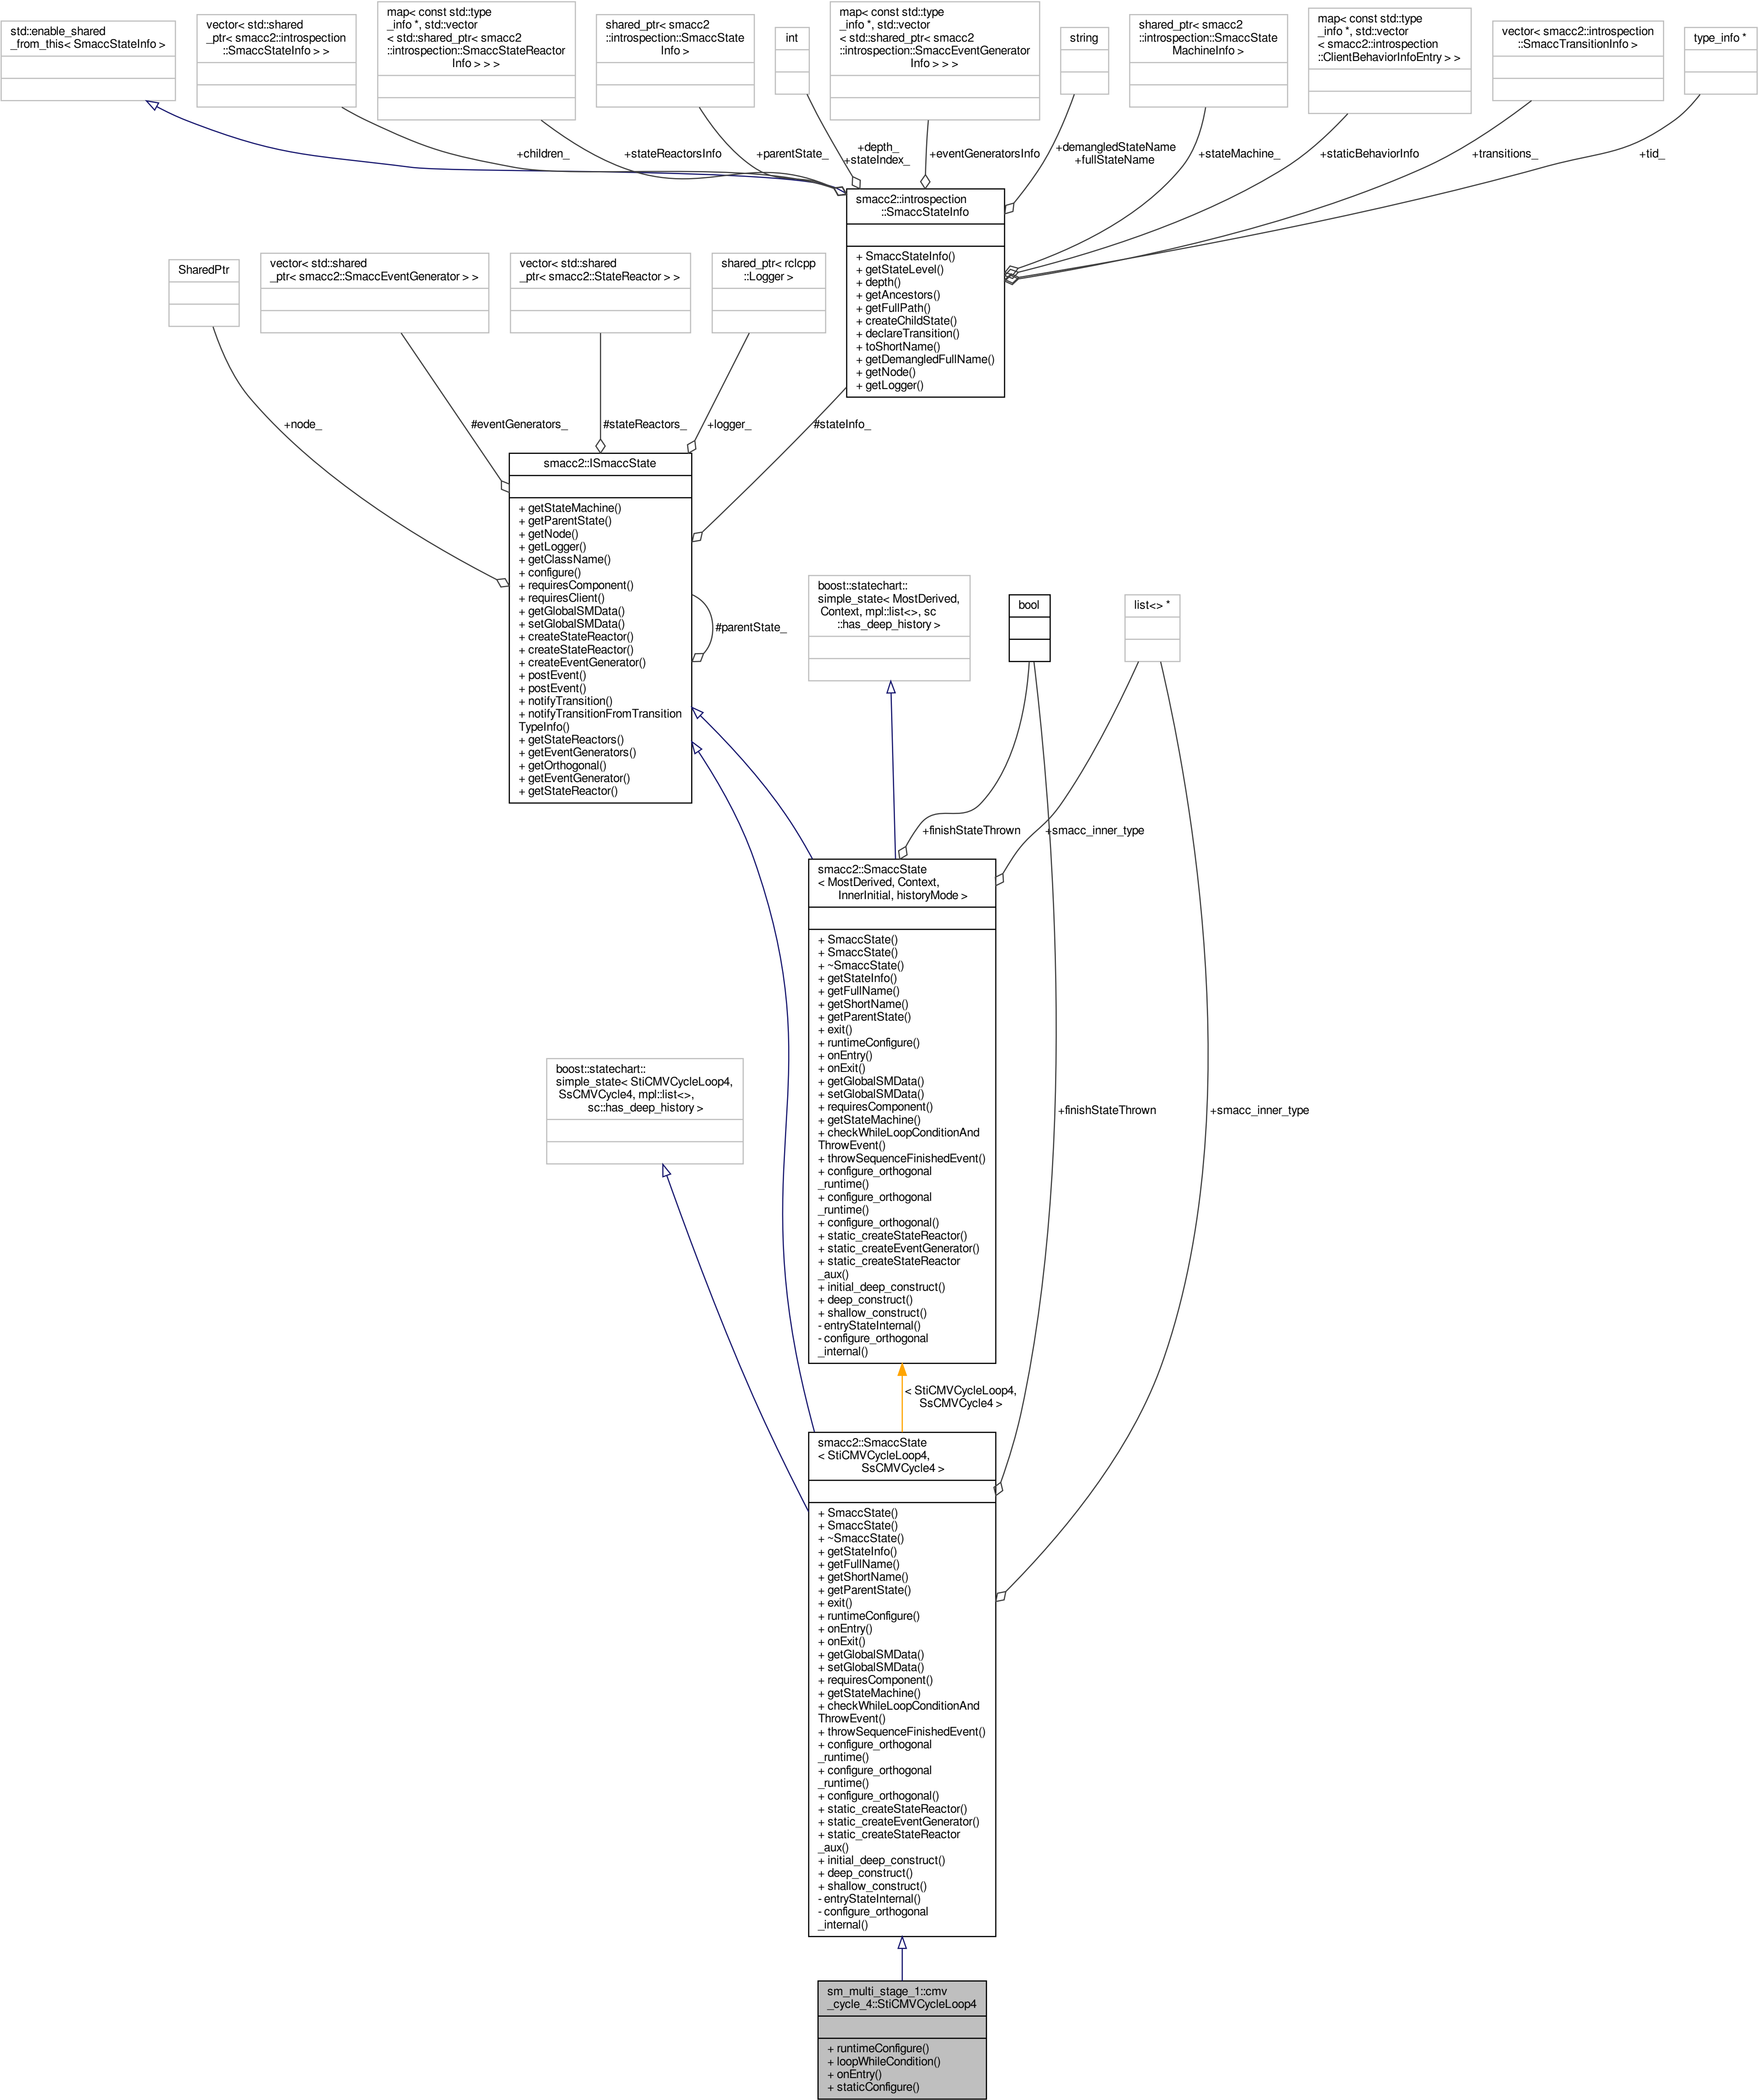 std::enable_shared
_from_this< SmaccStateInfo >
vector< std::shared
_ptr< smacc2::introspection
::SmaccStateInfo > >
map< const std::type
_info *, std::vector
< std::shared_ptr< smacc2
::introspection::SmaccStateReactor
Info > > >
shared_ptr< smacc2
::introspection::SmaccState
Info >
int
map< const std::type
_info *, std::vector
< std::shared_ptr< smacc2
::introspection::SmaccEventGenerator
Info > > >
string
shared_ptr< smacc2
::introspection::SmaccState
MachineInfo >
map< const std::type
_info *, std::vector
< smacc2::introspection
::ClientBehaviorInfoEntry > >
vector< smacc2::introspection
::SmaccTransitionInfo >
type_info *
+children_
+stateReactorsInfo
+parentState_
+depth_
+stateIndex_
+eventGeneratorsInfo
+demangledStateName
+fullStateName
+stateMachine_
+staticBehaviorInfo
+transitions_
+tid_
smacc2::introspection
::SmaccStateInfo
+ SmaccStateInfo()
+ getStateLevel()
+ depth()
+ getAncestors()
+ getFullPath()
+ createChildState()
+ declareTransition()
+ toShortName()
+ getDemangledFullName()
+ getNode()
+ getLogger()
SharedPtr
vector< std::shared
_ptr< smacc2::SmaccEventGenerator > >
vector< std::shared
_ptr< smacc2::StateReactor > >
shared_ptr< rclcpp
::Logger >
+node_
#eventGenerators_
#stateReactors_
+logger_
#stateInfo_
smacc2::ISmaccState
+ getStateMachine()
+ getParentState()
+ getNode()
+ getLogger()
+ getClassName()
+ configure()
+ requiresComponent()
+ requiresClient()
+ getGlobalSMData()
+ setGlobalSMData()
+ createStateReactor()
+ createStateReactor()
+ createEventGenerator()
+ postEvent()
+ postEvent()
+ notifyTransition()
+ notifyTransitionFromTransition
TypeInfo()
+ getStateReactors()
+ getEventGenerators()
+ getOrthogonal()
+ getEventGenerator()
+ getStateReactor()
#parentState_
boost::statechart::
simple_state< MostDerived,
Context, mpl::list<>, sc
::has_deep_history >
bool
list<> *
+finishStateThrown
+smacc_inner_type
smacc2::SmaccState
< MostDerived, Context,
InnerInitial, historyMode >
+ SmaccState()
+ SmaccState()
+ ~SmaccState()
+ getStateInfo()
+ getFullName()
+ getShortName()
+ getParentState()
+ exit()
+ runtimeConfigure()
+ onEntry()
+ onExit()
+ getGlobalSMData()
+ setGlobalSMData()
+ requiresComponent()
+ getStateMachine()
+ checkWhileLoopConditionAnd
ThrowEvent()
+ throwSequenceFinishedEvent()
+ configure_orthogonal
_runtime()
+ configure_orthogonal
_runtime()
+ configure_orthogonal()
+ static_createStateReactor()
+ static_createEventGenerator()
+ static_createStateReactor
_aux()
+ initial_deep_construct()
+ deep_construct()
+ shallow_construct()
- entryStateInternal()
- configure_orthogonal
_internal()
boost::statechart::
simple_state< StiCMVCycleLoop4,
SsCMVCycle4, mpl::list<>,
sc::has_deep_history >
+finishStateThrown
+smacc_inner_type
< StiCMVCycleLoop4,
SsCMVCycle4 >
smacc2::SmaccState
< StiCMVCycleLoop4,
SsCMVCycle4 >
+ SmaccState()
+ SmaccState()
+ ~SmaccState()
+ getStateInfo()
+ getFullName()
+ getShortName()
+ getParentState()
+ exit()
+ runtimeConfigure()
+ onEntry()
+ onExit()
+ getGlobalSMData()
+ setGlobalSMData()
+ requiresComponent()
+ getStateMachine()
+ checkWhileLoopConditionAnd
ThrowEvent()
+ throwSequenceFinishedEvent()
+ configure_orthogonal
_runtime()
+ configure_orthogonal
_runtime()
+ configure_orthogonal()
+ static_createStateReactor()
+ static_createEventGenerator()
+ static_createStateReactor
_aux()
+ initial_deep_construct()
+ deep_construct()
+ shallow_construct()
- entryStateInternal()
- configure_orthogonal
_internal()
sm_multi_stage_1::cmv
_cycle_4::StiCMVCycleLoop4
+ runtimeConfigure()
+ loopWhileCondition()
+ onEntry()
+ staticConfigure()